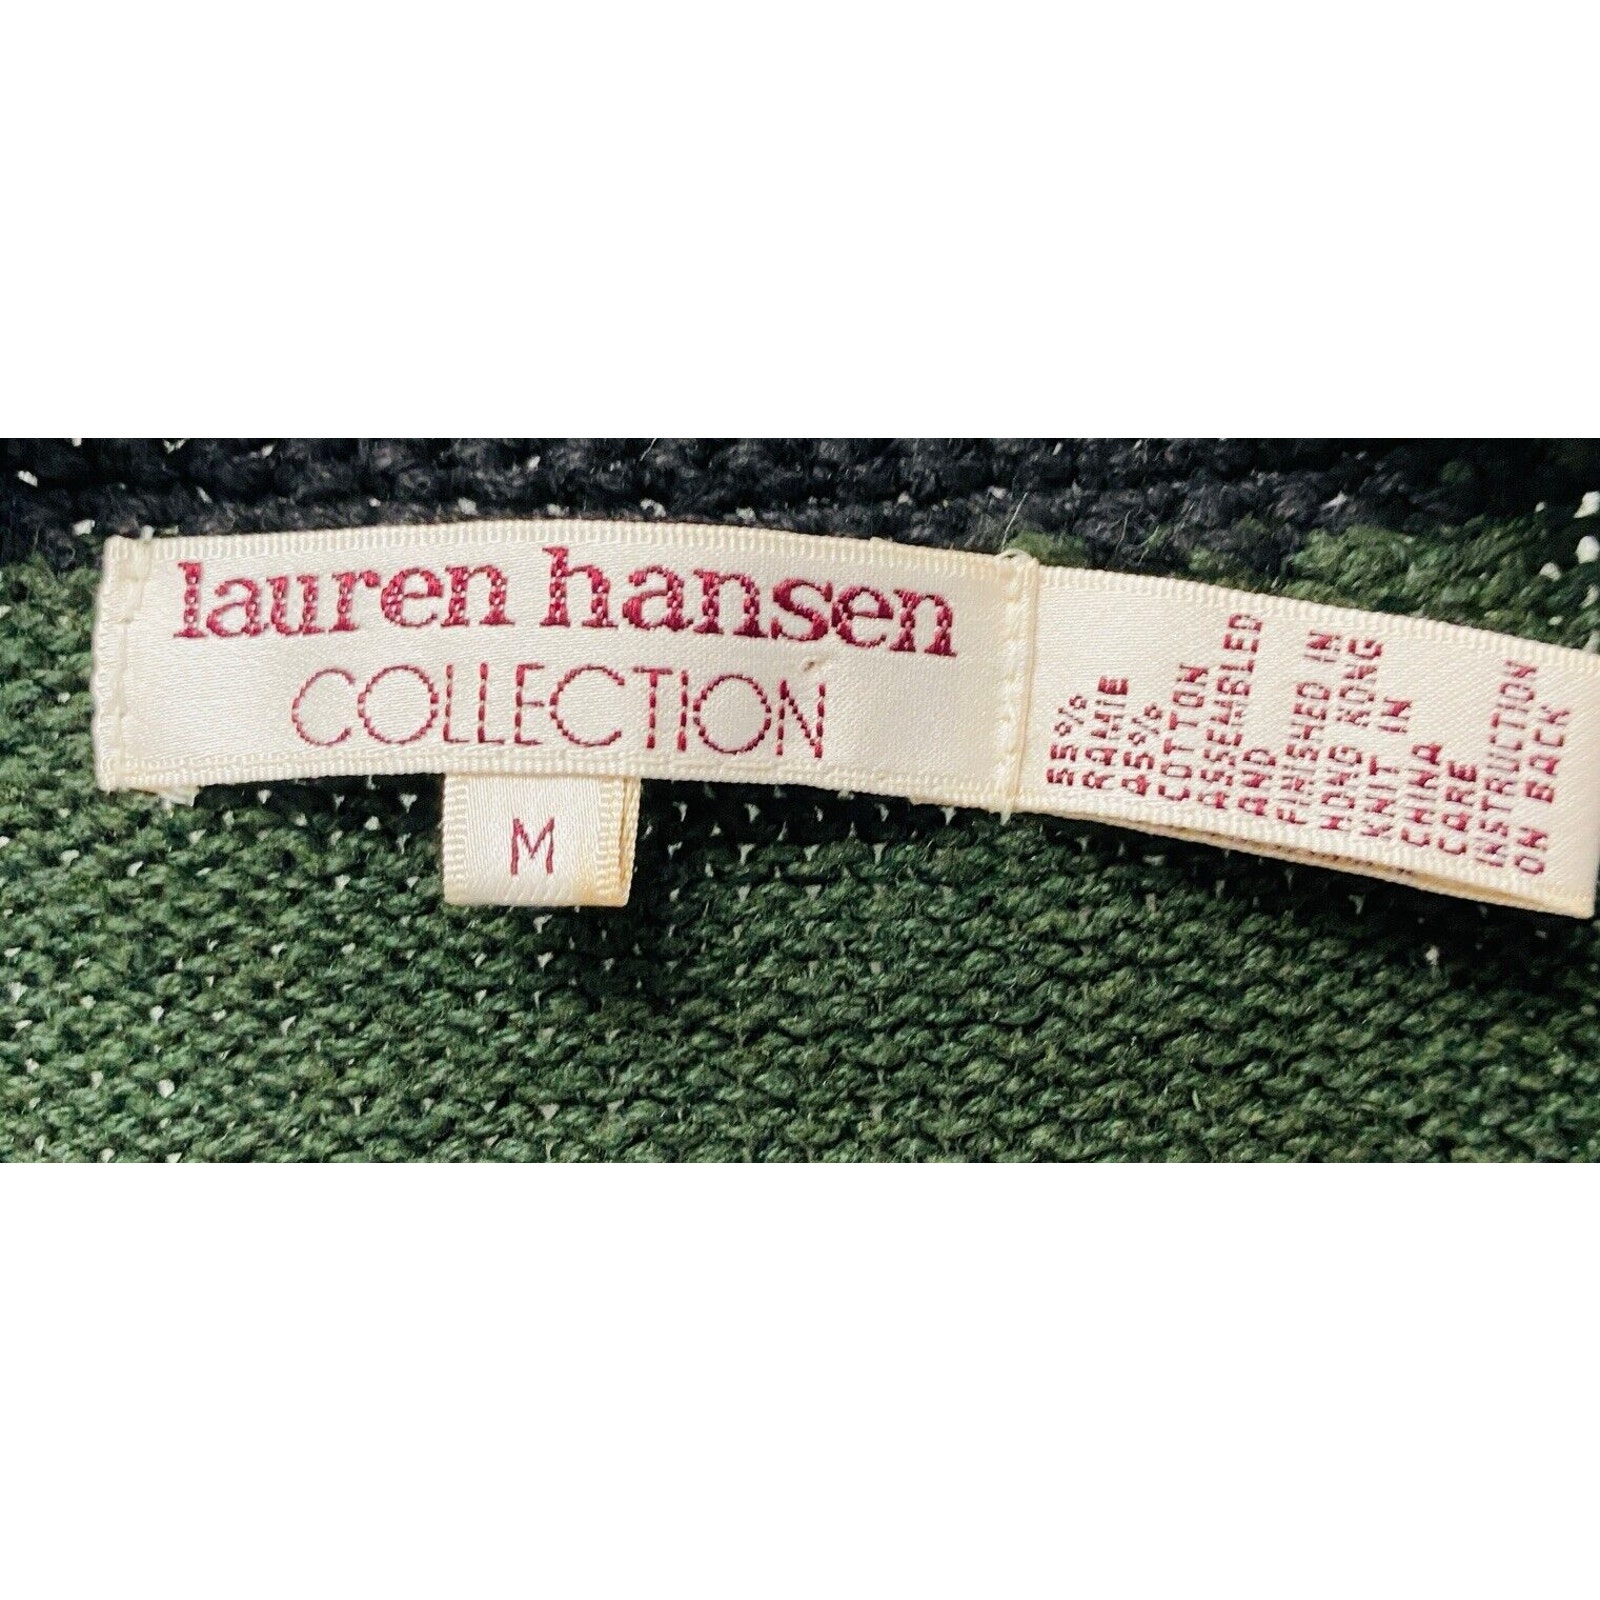 lauren hansen
COLLECTION
M
55%
RAMIE
45%
COTTON
ASSEMBLED
AND
FINISHED IN
HONG KONG
KNIT IN
CHINA
CARE
INSTRUCTION
ON BACK